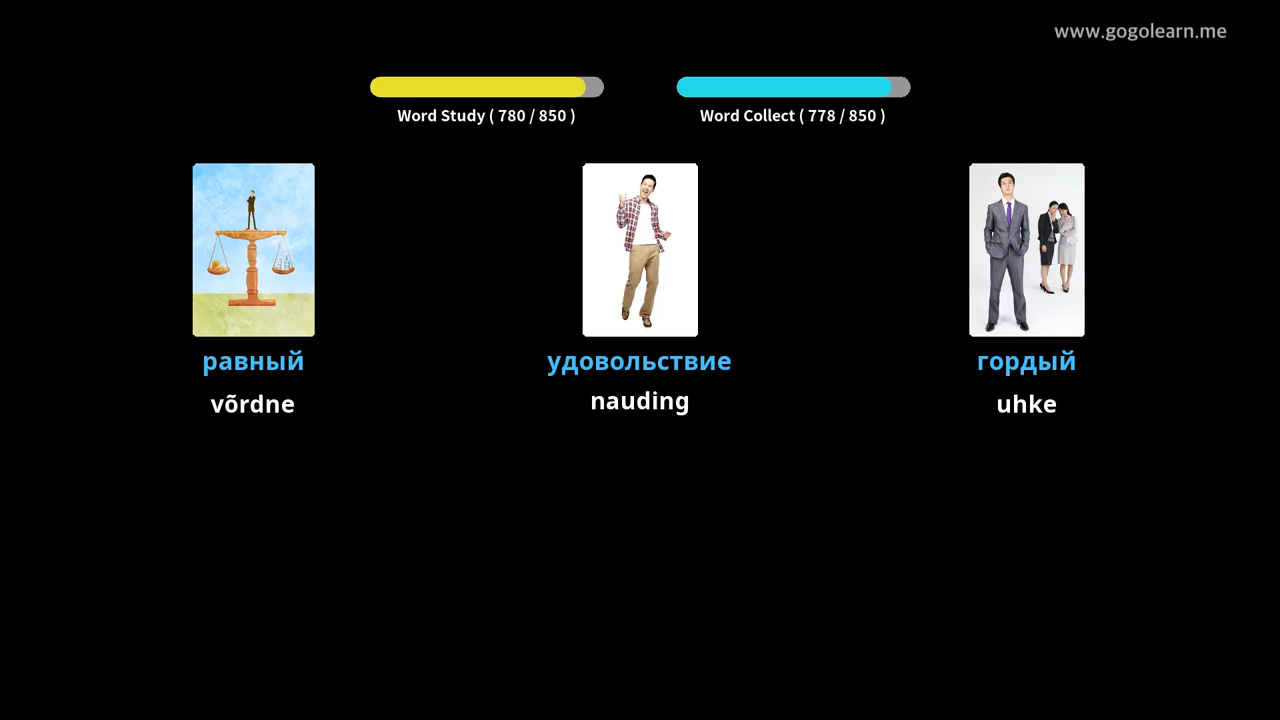 www.gogolearn.me
Word Study ( 780 / 850 )
Word Collect ( 778 / 850 )
равный
удовольствие
гордый
võrdne
nauding
uhke